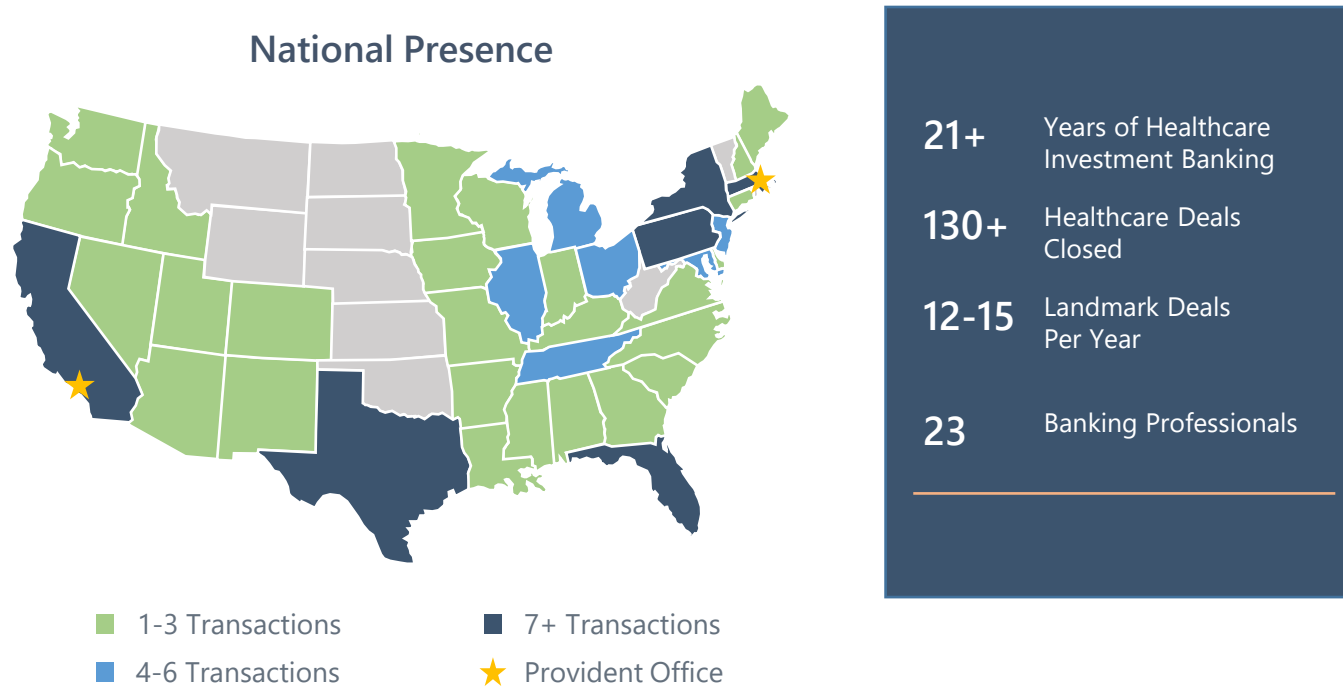 National Presence
21+
Years of Healthcare
Investment Banking
130+
Healthcare Deals
Closed
12-15
Landmark Deals
Per Year
23
Banking Professionals
1-3 Transactions
7+ Transactions
4-6 Transactions
Provident Office